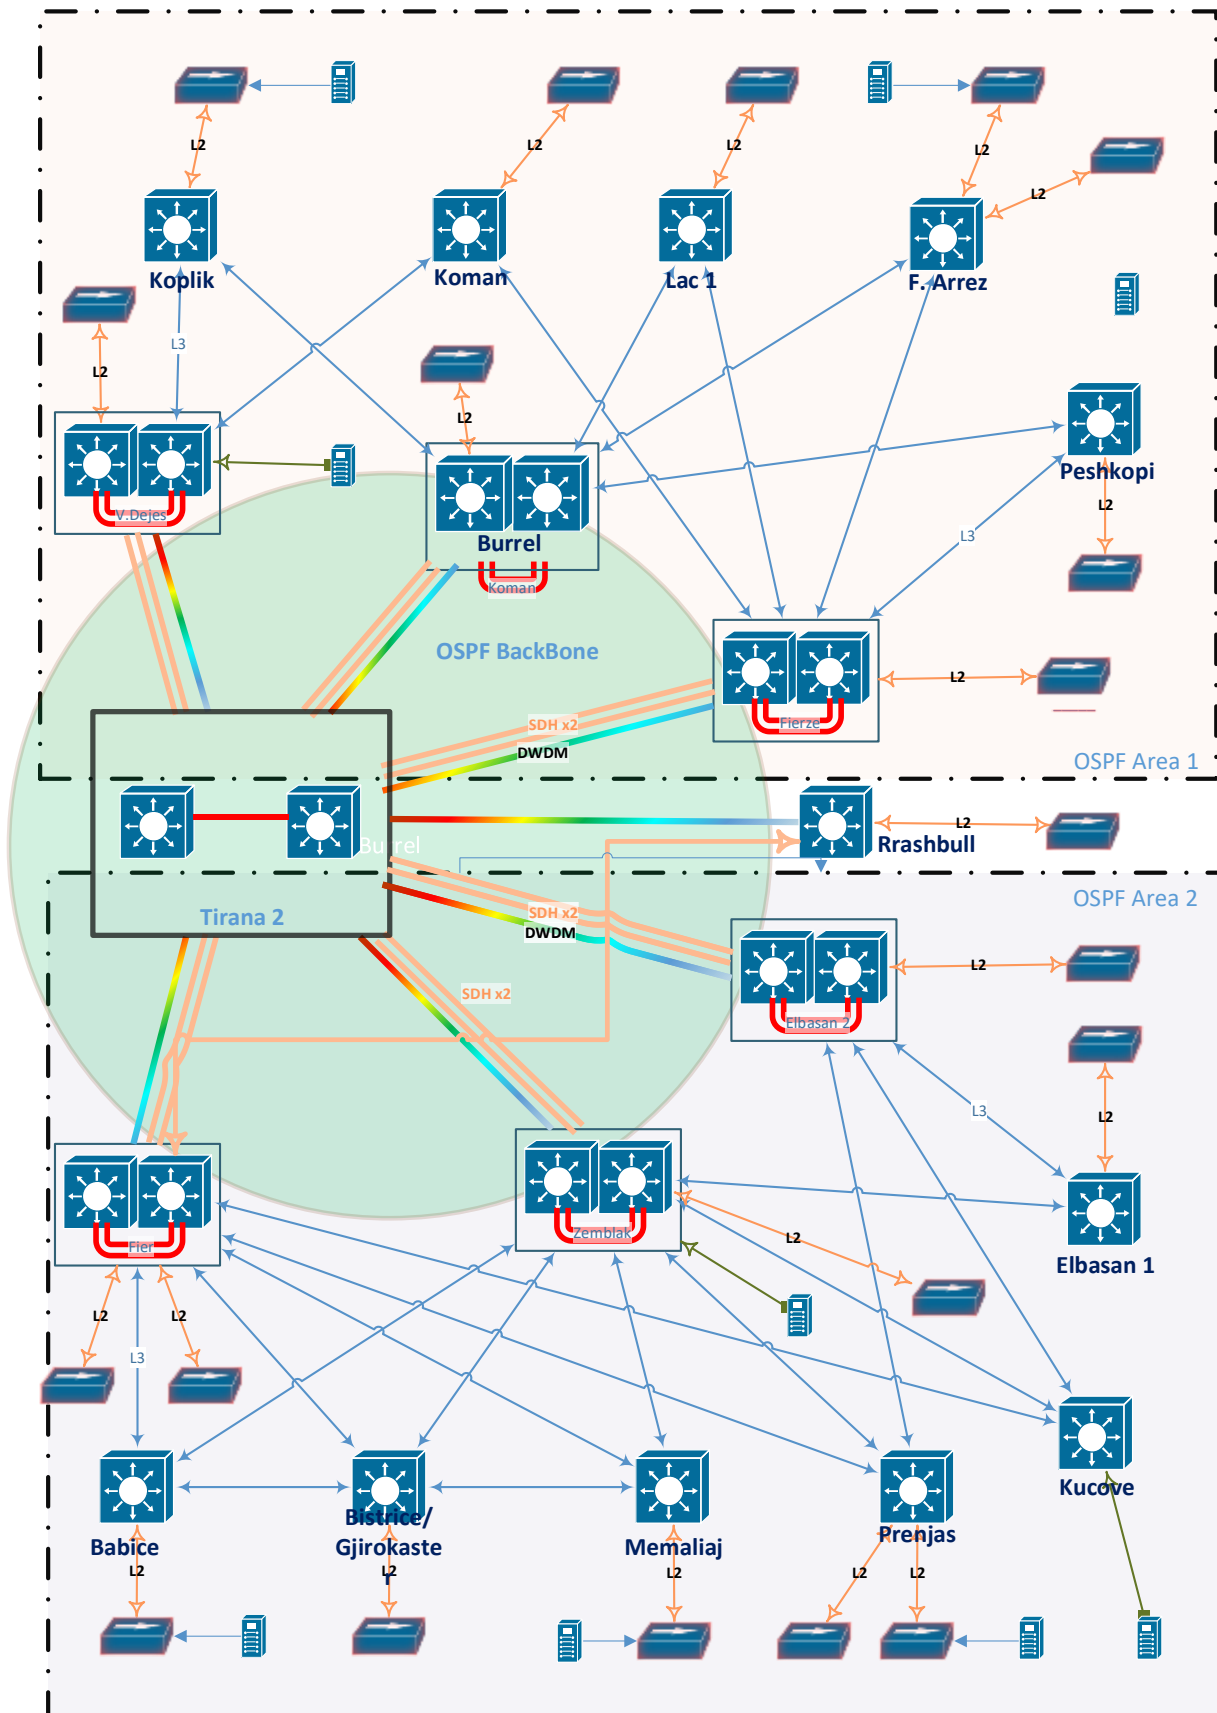 L2
L2
L2
L2
L2
Koplik
Koman
Lac 1
F. Arrez
L3
L2
L2
Peshkopi
V.Dejes
L2
Burrel
L3
Koman
OSPF BackBone
L2
SDH x2
Fierze
DWDM
OSPF Area 1
Burrel
L2
Rrashbull
OSPF Area 2
Tirana 2
SDH x2
DWDM
L2
SDH x2
Elbasan 2
L3
L2
Fier
Zemblak
L2
Elbasan 1
L2
L2
L3
Kucove
Babice
Bistrice/
Gjirokaste
r
Memaliaj
Prenjas
L2
L2
L2
L2
L2